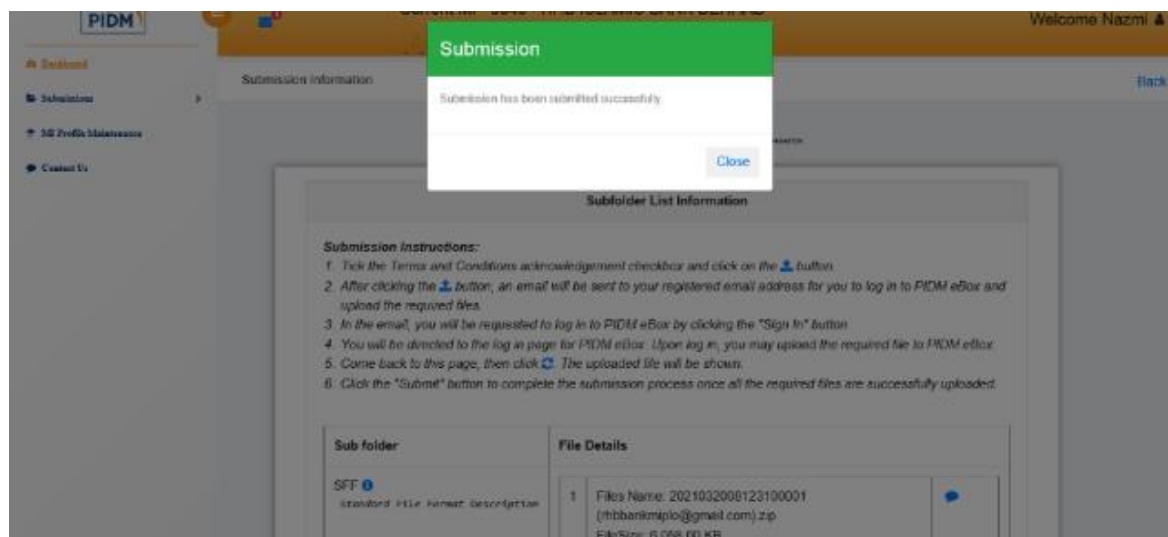 PIDM
Welcome Nazmi
Submission
Dashboard
Submission Information
Back
Submissions
Submission has been submitted successfully
MI Profile Maintenance
Close
Contact Us
Subfolder List Information
Submission Instructions:
1. Tick the Terms and Conditions acknowledgement checkbox and click on the button
2. After clicking the button, an email will be sent to your registered email address for you to log in to PIDM eBox and
upload the required files.
3. In the email, you will be requested to log in to PIDM eBox by clicking the "Sign In" button
4. You will be directed to the log in page for PIDM eBox. Upon log in, you may upload the required file to PIDM eBox
5. Come back to this page, then click . The uploaded file will be shown.
6. Click the "Submit" button to complete the submission process once all the required files are successfully uploaded.
Sub folder
File Details
SFF
Standard File Format Description
1
Files Name: 2021032008123100001
(rhbbankmiplo@gmail.com).zip
FileSize: 6,058.00 KB